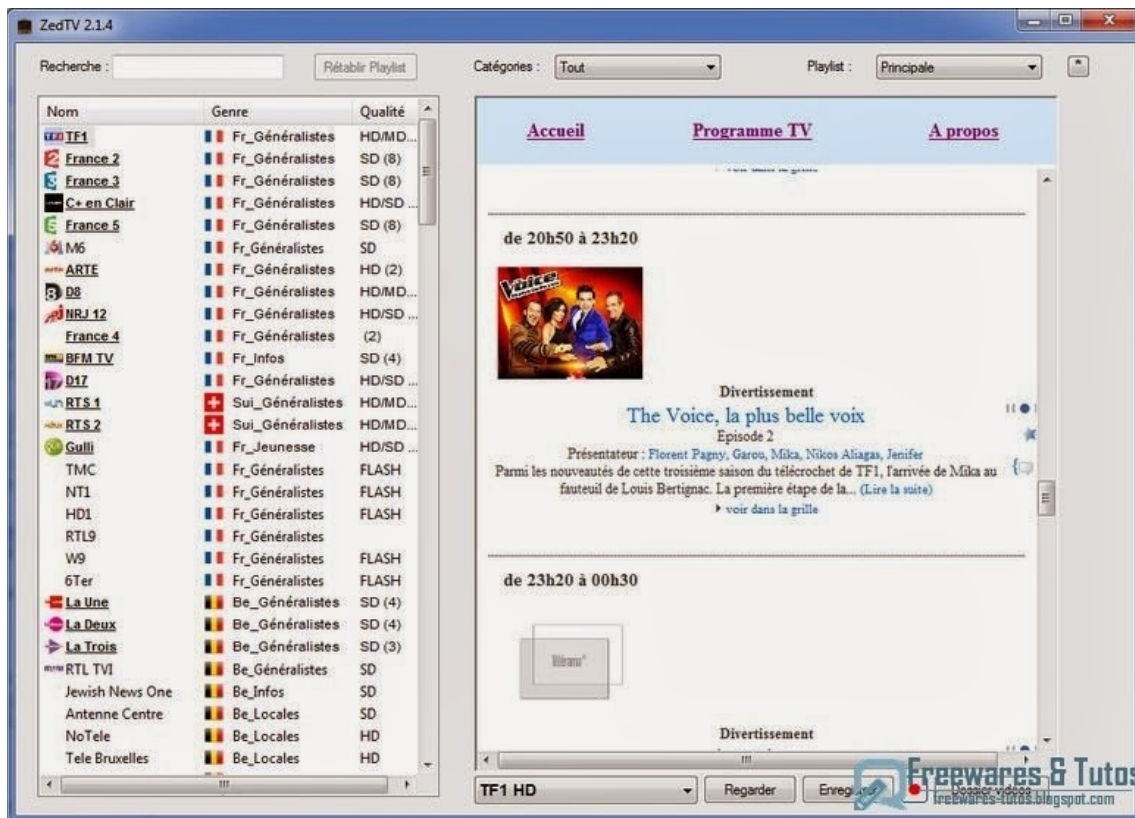 ZedTV 2.1.4
Recherche : Rétablir Playlist Catégories : Tout Playlist : Principale
Nom Genre Qualité
TF1 Fr_Généralistes HD/MD...
France 2 Fr_Généralistes SD (8)
France 3 Fr_Généralistes SD (8)
C+ en Clair Fr_Généralistes HD/SD ...
France 5 Fr_Généralistes SD (8)
M6 Fr_Généralistes SD
ARTE Fr_Généralistes HD (2)
D8 Fr_Généralistes HD/MD...
NRJ 12 Fr_Généralistes HD/SD ...
France 4 Fr_Généralistes (2)
BFM TV Fr_Infos SD (4)
D17 Fr_Généralistes HD/SD ...
RTS 1 Sui_Généralistes HD/MD...
RTS 2 Sui_Généralistes HD/MD...
Gulli Fr_Jeunesse HD/SD ...
TMC Fr_Généralistes FLASH
NT1 Fr_Généralistes FLASH
HD1 Fr_Généralistes FLASH
RTL9 Fr_Généralistes
W9 Fr_Généralistes FLASH
6Ter Fr_Généralistes FLASH
La Une Be_Généralistes SD (4)
La Deux Be_Généralistes SD (4)
La Trois Be_Généralistes SD (3)
RTL TVI Be_Généralistes SD
Jewish News One Be_Infos SD
Antenne Centre Be_Locales SD
NoTele Be_Locales HD
Tele Bruxelles Be_Locales HD
Accueil Programme TV A propos
voir dans la grille
de 20h50 à 23h20
The Voice
Divertissement
The Voice, la plus belle voix
Episode 2
Présentateur : Florent Pagny, Garou, Mika, Nikos Aliagas, Jenifer
Parmi les nouveautés de cette troisième saison du télécrochet de TF1, l'arrivée de Mika au
fauteuil de Louis Bertignac. La première étape de la... (Lire la suite)
voir dans la grille
de 23h20 à 00h30
Télérama
Divertissement
TF1 HD Regarder Enregistrer Dossier vidéos
Freewares & Tutos
freewares-tutos.blogspot.com